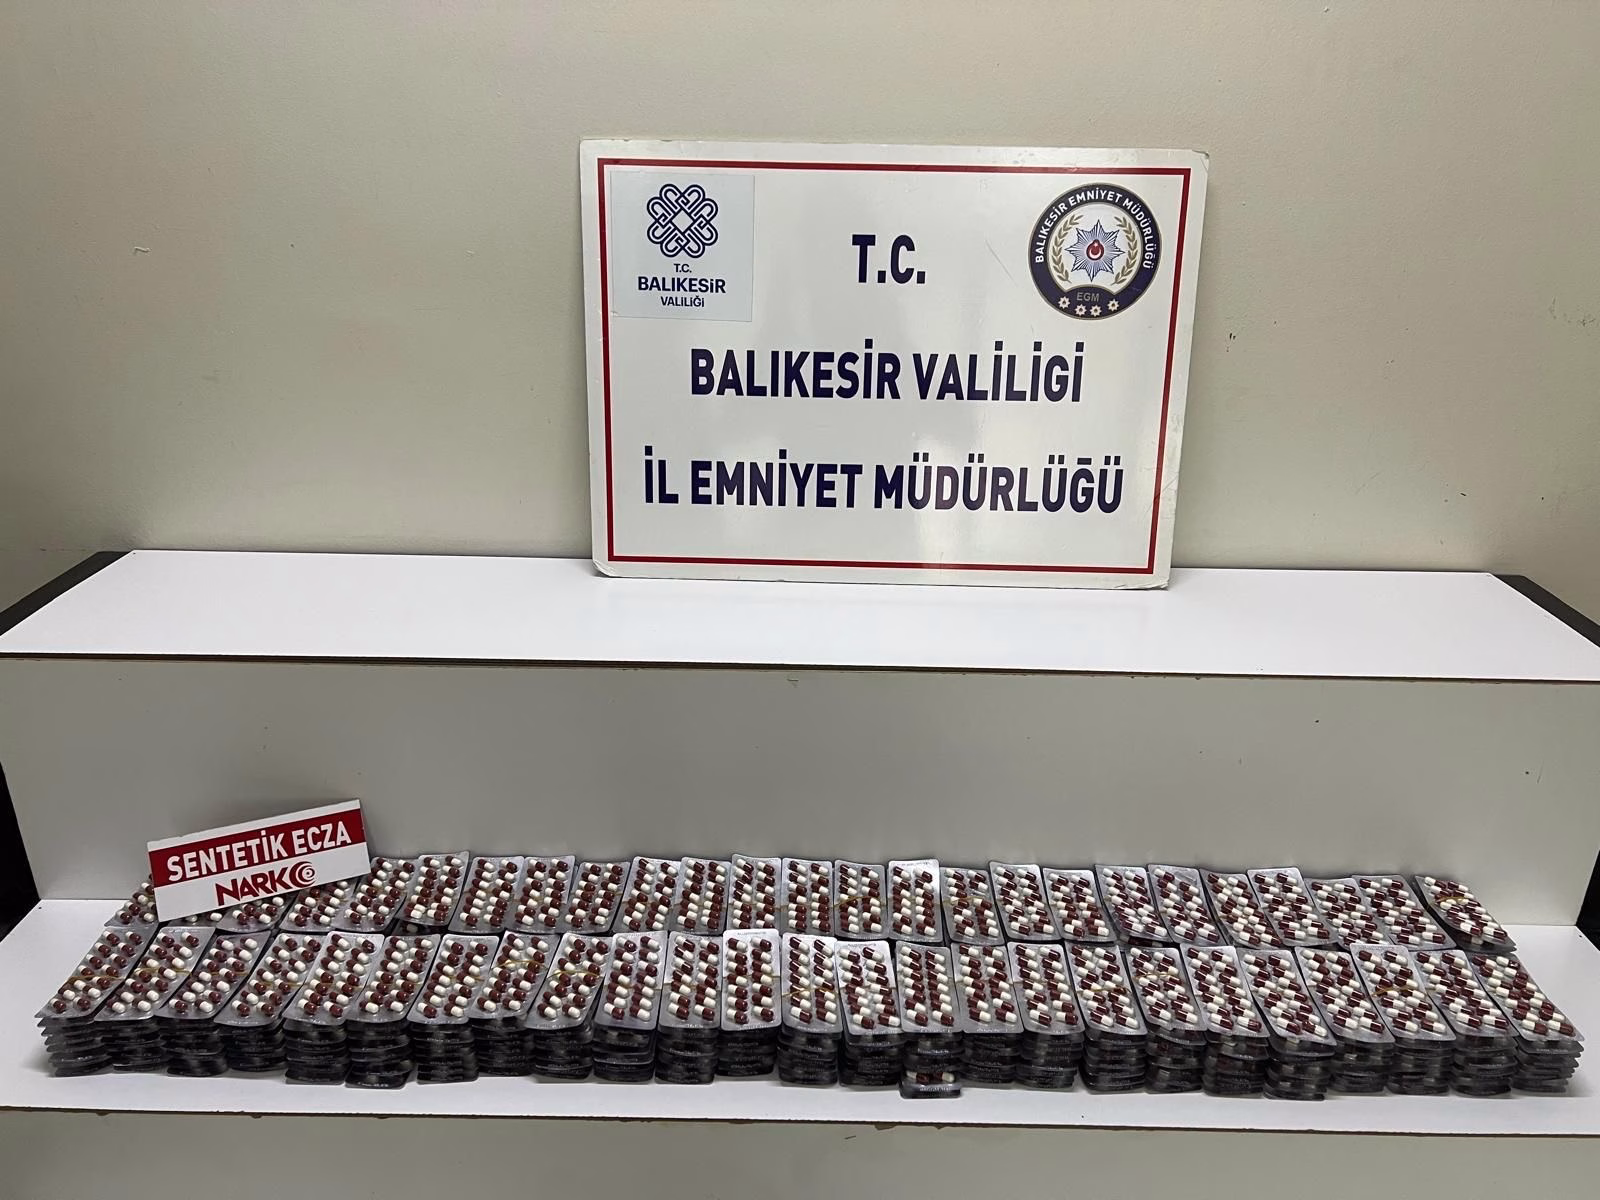 T.C.
BALIKESİR
VALİLİĞİ
T.C.
BALIKESİR EMNİYET MÜDÜRLÜĞÜ
EGM
BALIKESİR VALİLİGİ
İL EMNİYET MÜDÜRLÜĞÜ
SENTETİK ECZA
NARKO